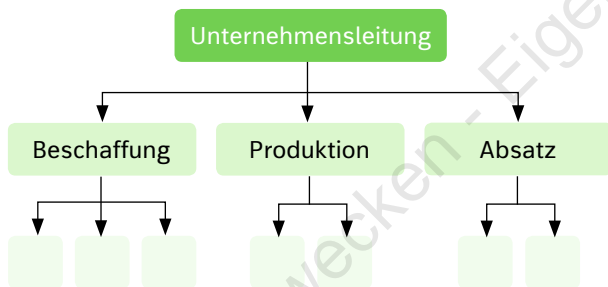 Unternehmensleitung
Beschaffung
Produktion
Absatz